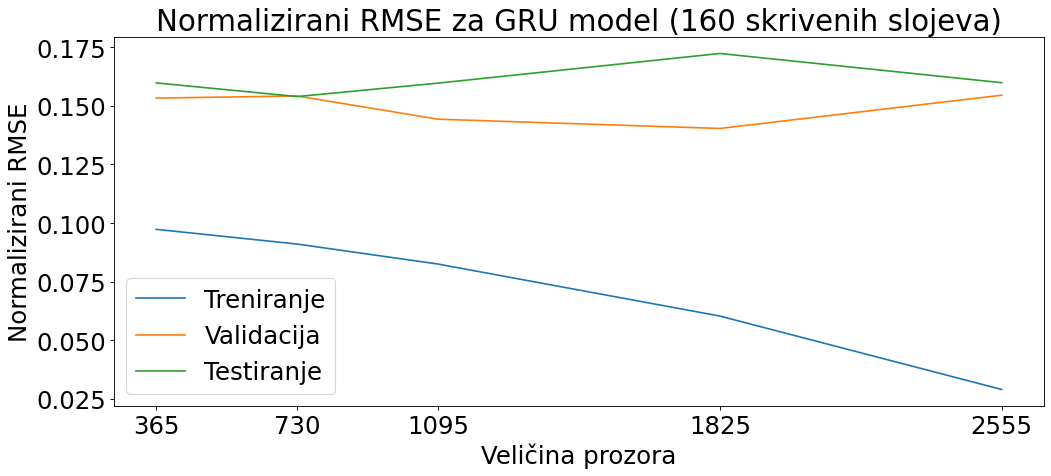 Normalizirani RMSE za GRU model (160 skrivenih slojeva)
Normalizirani RMSE
0.175
0.150
0.125
0.100
0.075
0.050
0.025
Treniranje
Validacija
Testiranje
365 730 1095 1825 2555
Veličina prozora